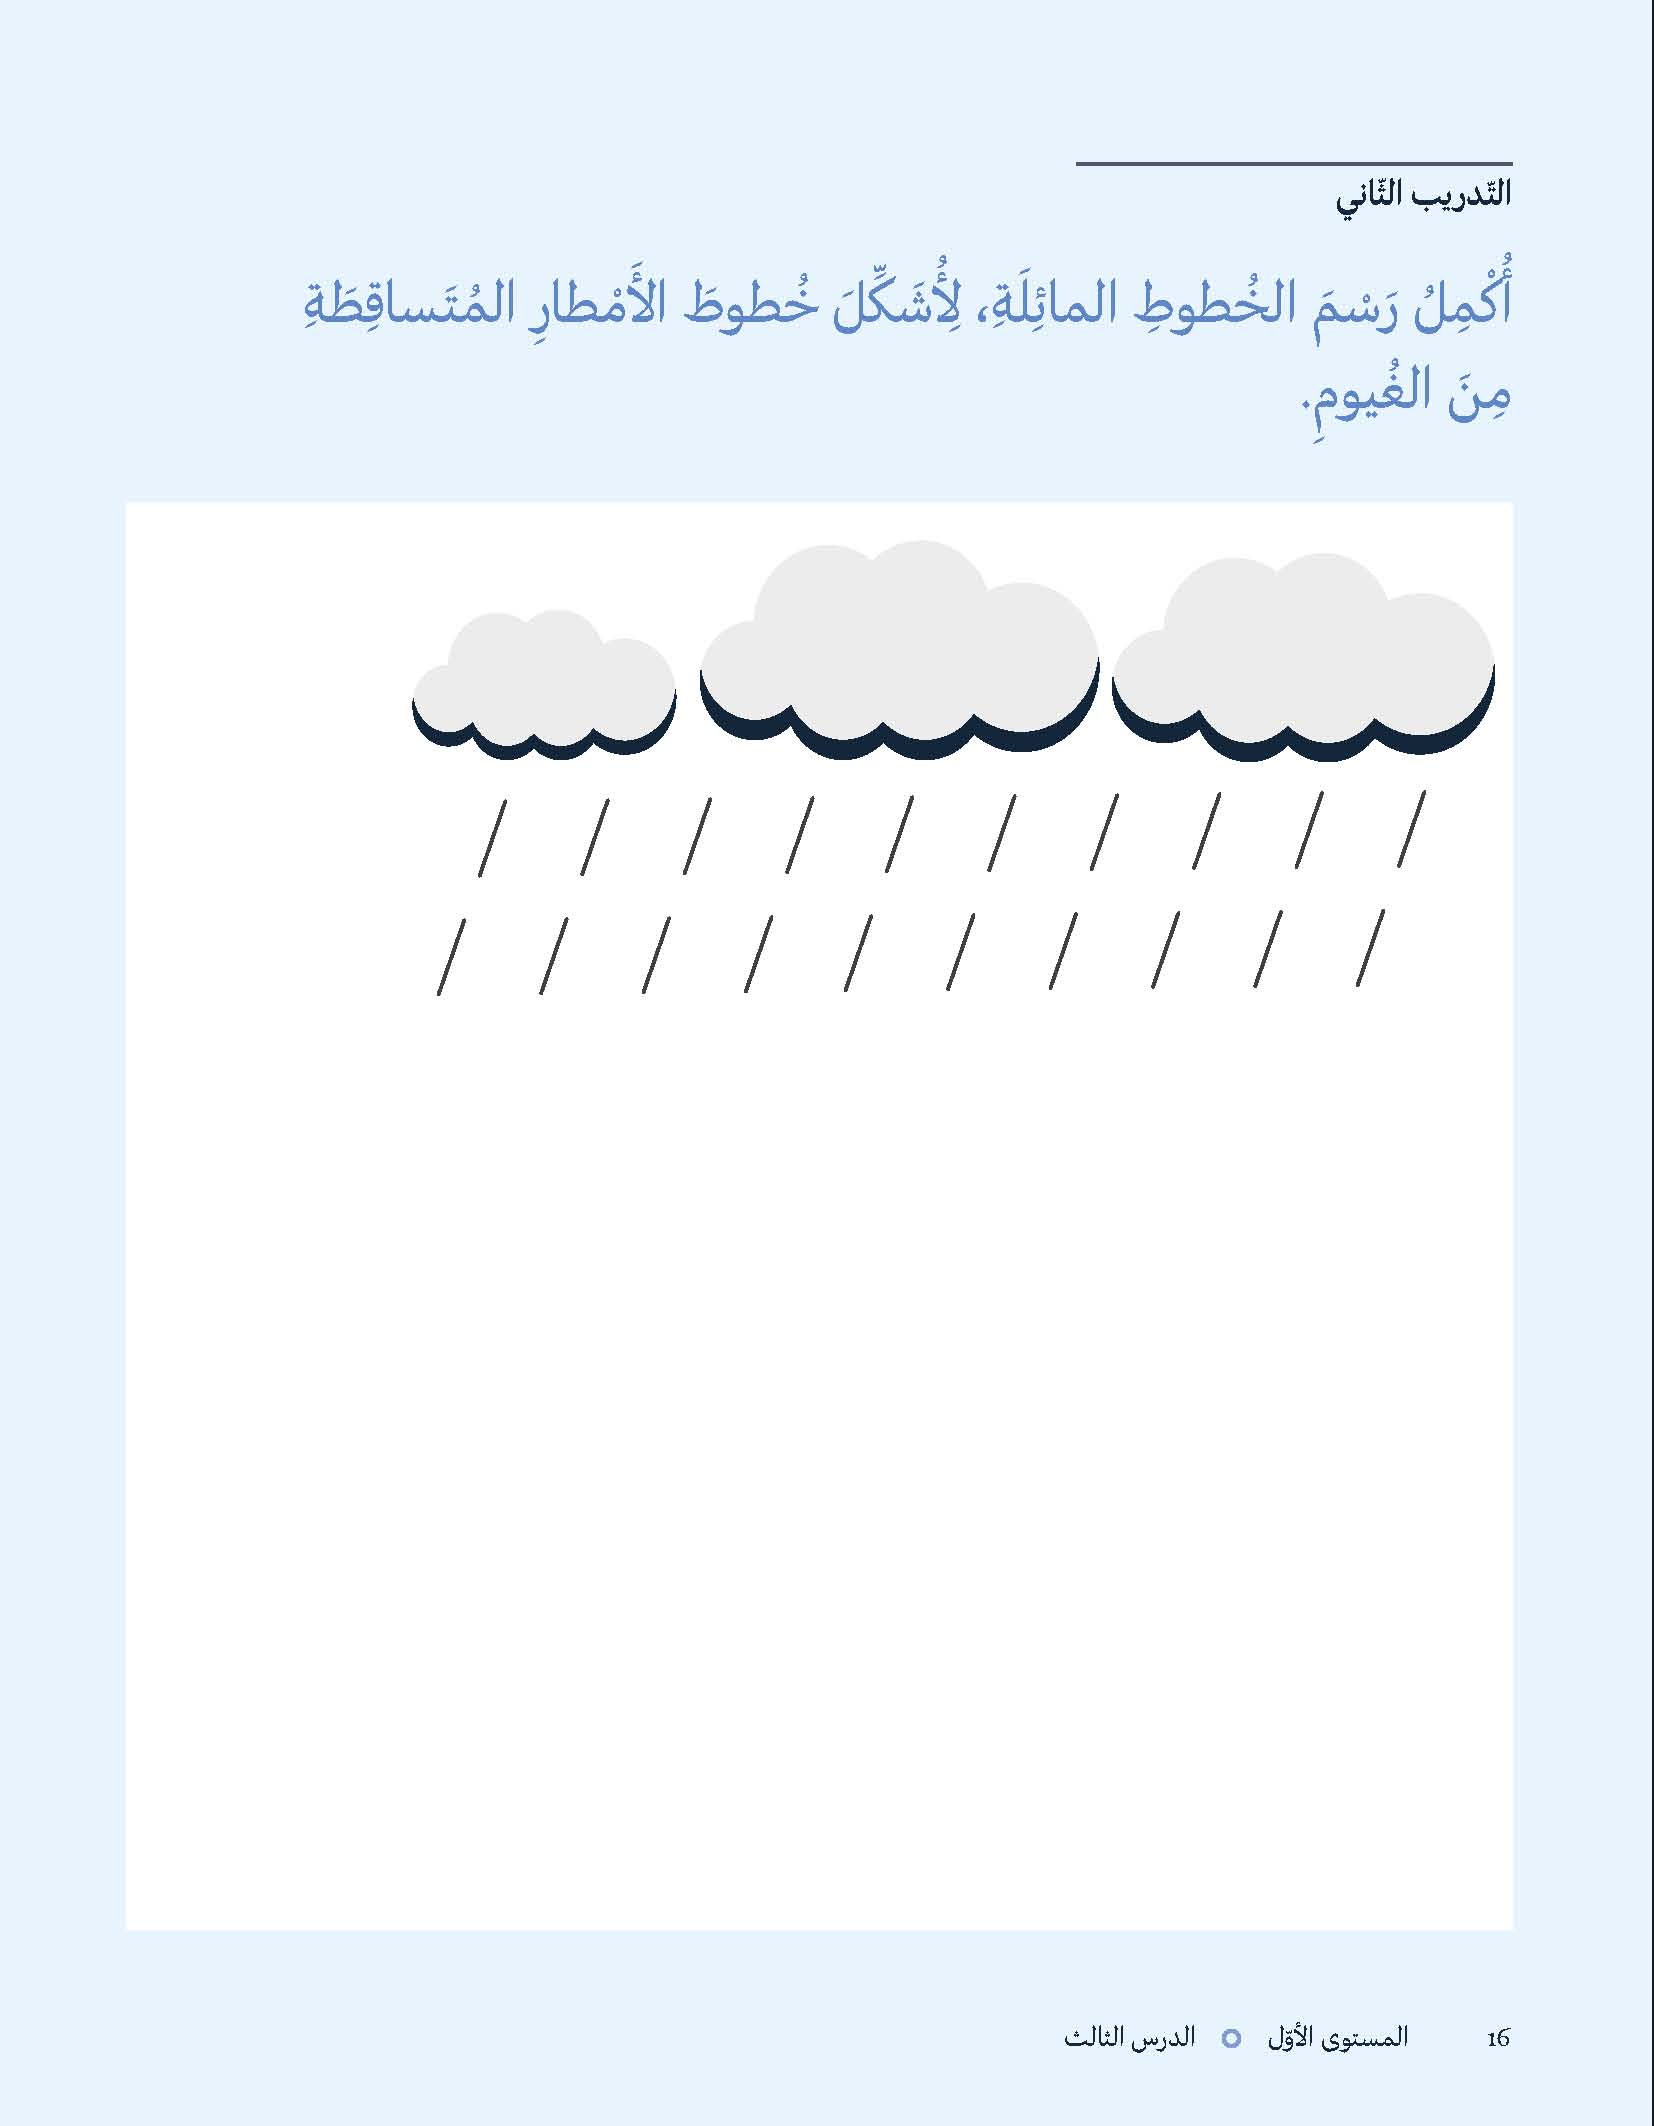 التّدريب الثّاني
أُكْمِلُ رَسْمَ الخُطوطِ المائِلَةِ، لِأُشَكِّلَ خُطوطَ الأَمْطارِ المُتَساقِطَةِ
مِنَ الغُيومِ.
16 المستوى الأوّل الدرس الثالث